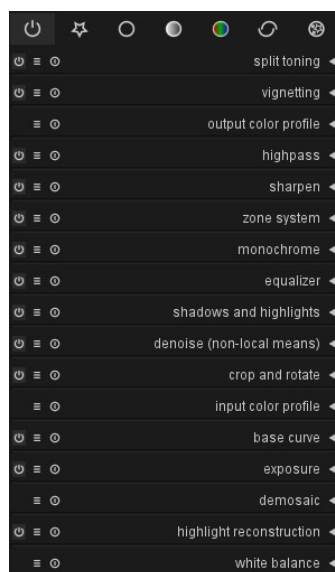 split toning
vignetting
output color profile
highpass
sharpen
zone system
monochrome
equalizer
shadows and highlights
denoise (non-local means)
crop and rotate
input color profile
base curve
exposure
demosaic
highlight reconstruction
white balance